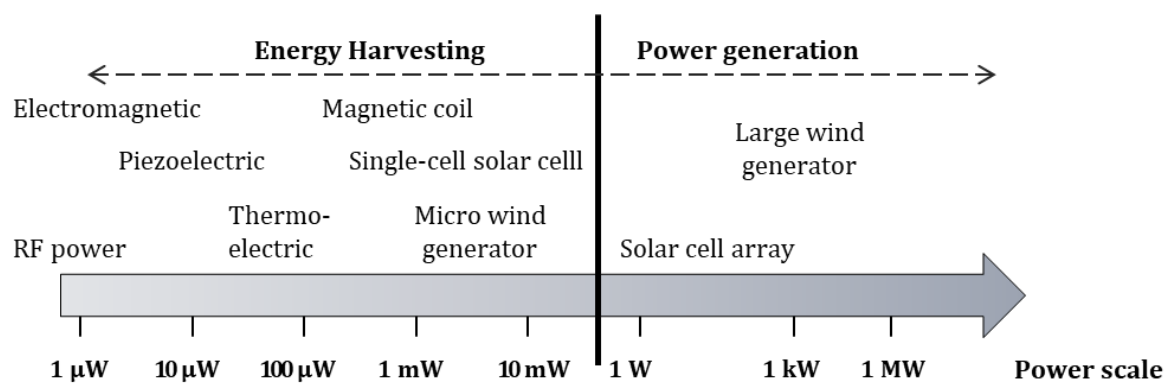 Energy Harvesting
Power generation
Electromagnetic
Magnetic coil
Large wind
generator
Piezoelectric
Single-cell solar celll
Thermo-
electric
Micro wind
generator
RF power
Solar cell array
1 µW
10 µW
100 µW
1 mW
10 mW
1 W
1 kW
1 MW
Power scale